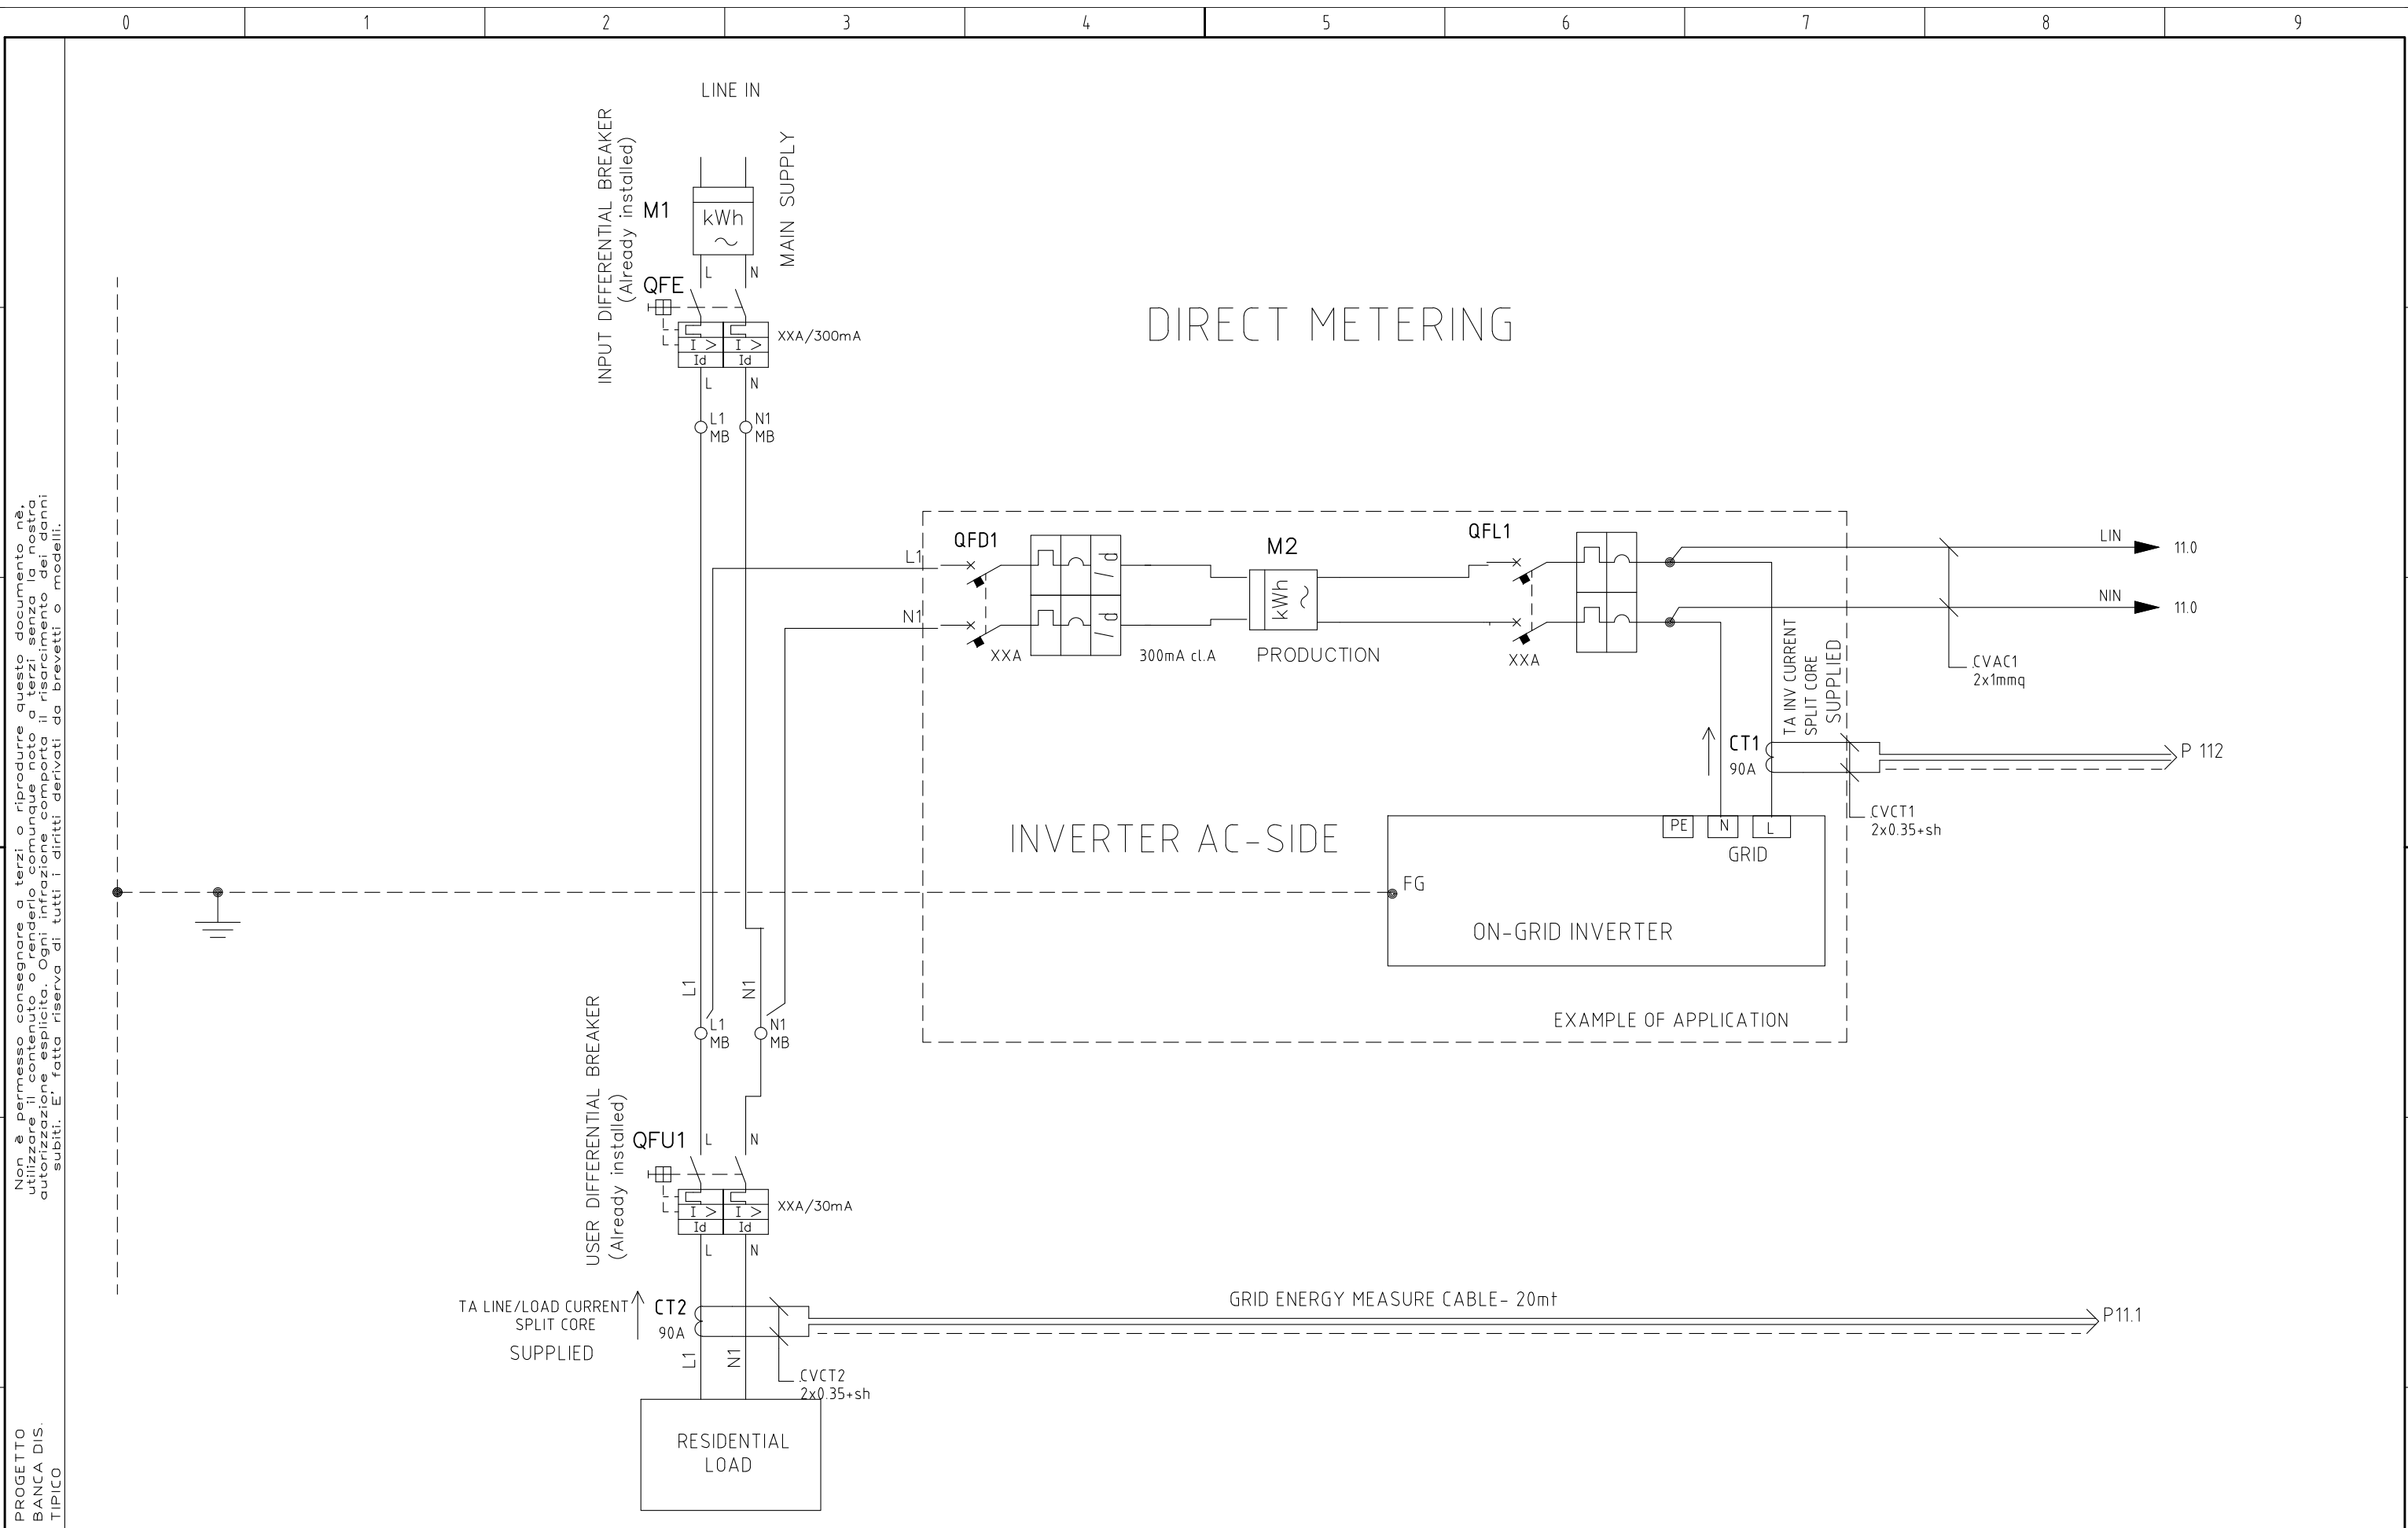 0 1 2 3 4 5 6 7 8 9
LINE IN
INPUT DIFFERENTIAL BREAKER
(Already installed)
MAIN SUPPLY
M1
kWh
L N
QFE
XXA/300mA
I > I >
Id Id
L N
L1 N1
MB MB
DIRECT METERING
L1
N1
QFD1
XXA
Id
Id
300mA cl.A
M2
kWh
PRODUCTION
QFL1
XXA
LIN 11.0
NIN 11.0
CVAC1
2x1mmq
TA INV CURRENT
SPLIT CORE
SUPPLIED
CT1
90A
P 112
.CVCT1
2x0.35+sh
INVERTER AC-SIDE
PE N L
GRID
FG
ON-GRID INVERTER
EXAMPLE OF APPLICATION
L1 N1
L1 N1
MB MB
USER DIFFERENTIAL BREAKER
(Already installed)
QFU1
L N
XXA/30mA
I > I >
Id Id
L N
TA LINE/LOAD CURRENT
SPLIT CORE
SUPPLIED
CT2
90A
GRID ENERGY MEASURE CABLE- 20mt
P11.1
L1 N1
.CVCT2
2x0.35+sh
RESIDENTIAL
LOAD
Non è permesso consegnare a terzi o riprodurre questo documento nè,
utilizzare il contenuto o renderlo comunque noto a terzi senza la nostra
autorizzazione esplicita. Ogni infrazione comporta il risarcimento dei danni
subiti. E' fatta riserva di tutti i diritti derivati da brevetti o modelli.
PROGETTO
BANCA DIS.
TIPICO